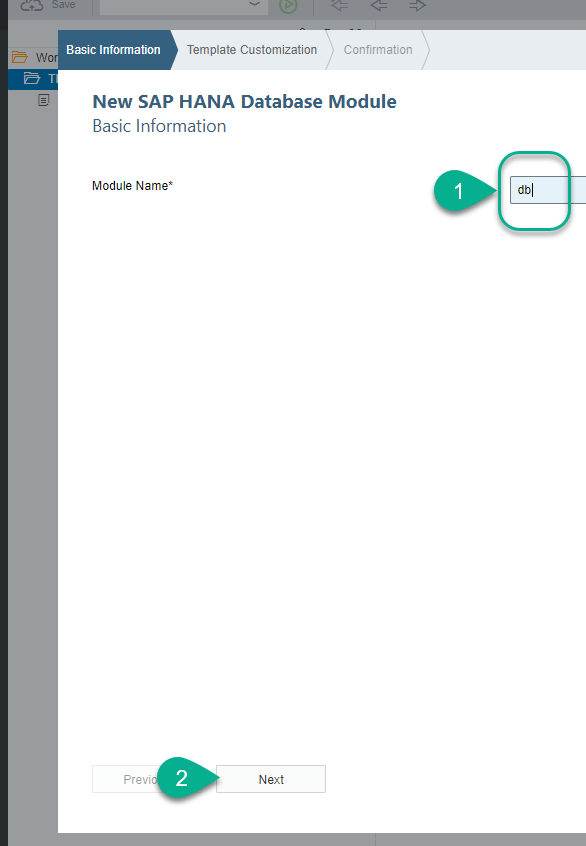 Save
Wor
Basic Information
Template Customization
Confirmation
New SAP HANA Database Module
Basic Information
Module Name*
1
db
Previo
2
Next